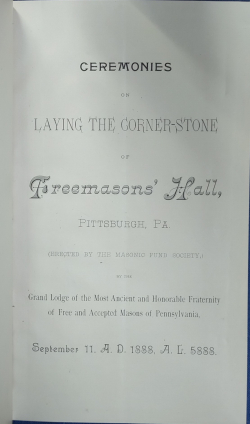 CEREMONIES
ON
LAYING THE CORNER-STONE
OF
Freemasons' Hall,
PITTSBURGH, PA.
(ERECTED BY THE MASONIC FUND SOCIETY,)
BY THE
Grand Lodge of the Most Ancient and Honorable Fraternity
of Free and Accepted Masons of Pennsylvania,
September 11, A. D. 1888, A. L. 5888.